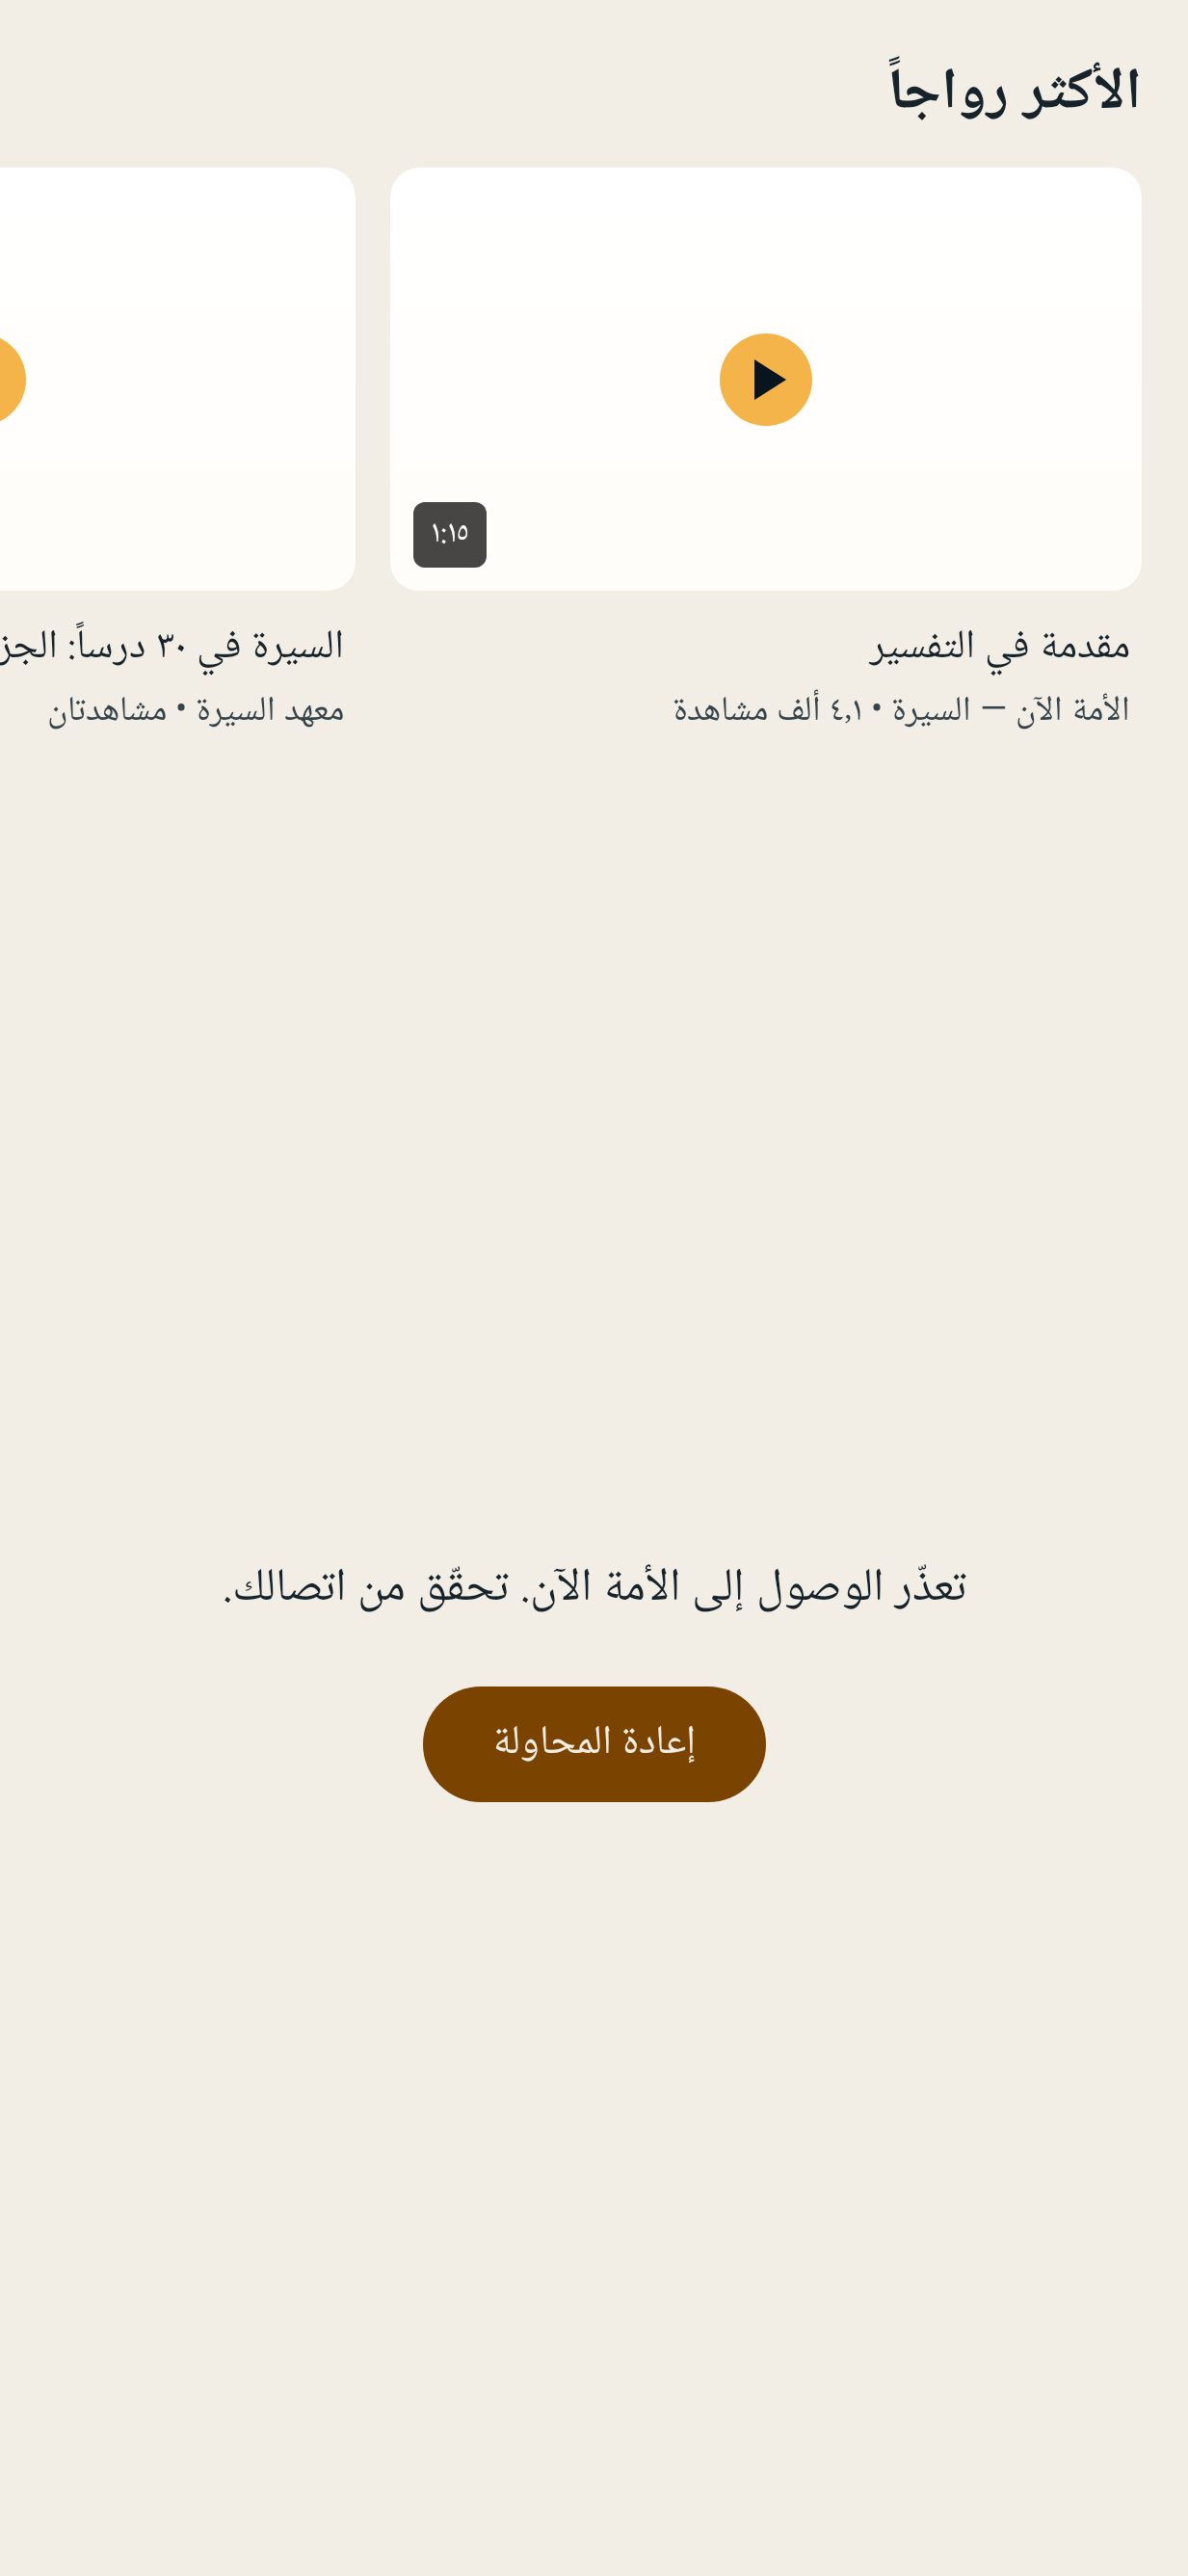 الأكثر رواجاً
١:١٥
مقدمة في التفسير
الأمة الآن — السيرة • ٤,١ ألف مشاهدة
السيرة في ٣٠ درساً: الجز
معهد السيرة • مشاهدتان
تعذّر الوصول إلى الأمة الآن. تحقّق من اتصالك.
إعادة المحاولة